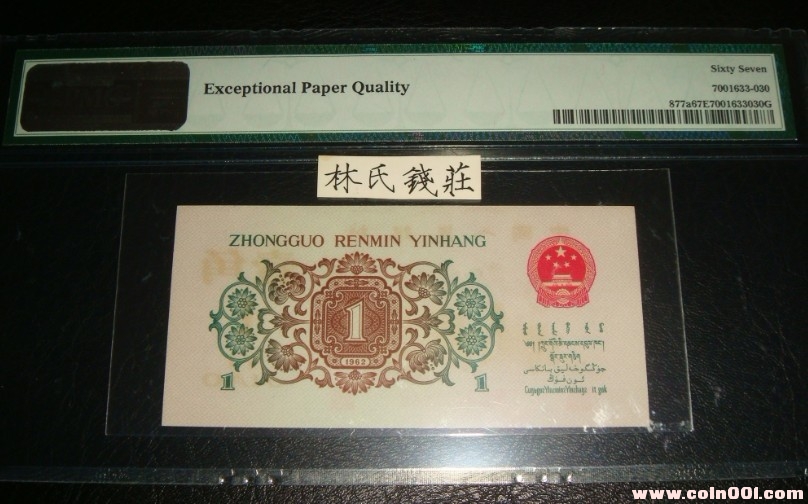 Exceptional Paper Quality
Sixty Seven
7001633-030
877a67E7001633030G
林氏錢莊
ZHONGGUO RENMIN YINHANG
1
1962
1 1
www.coin001.com